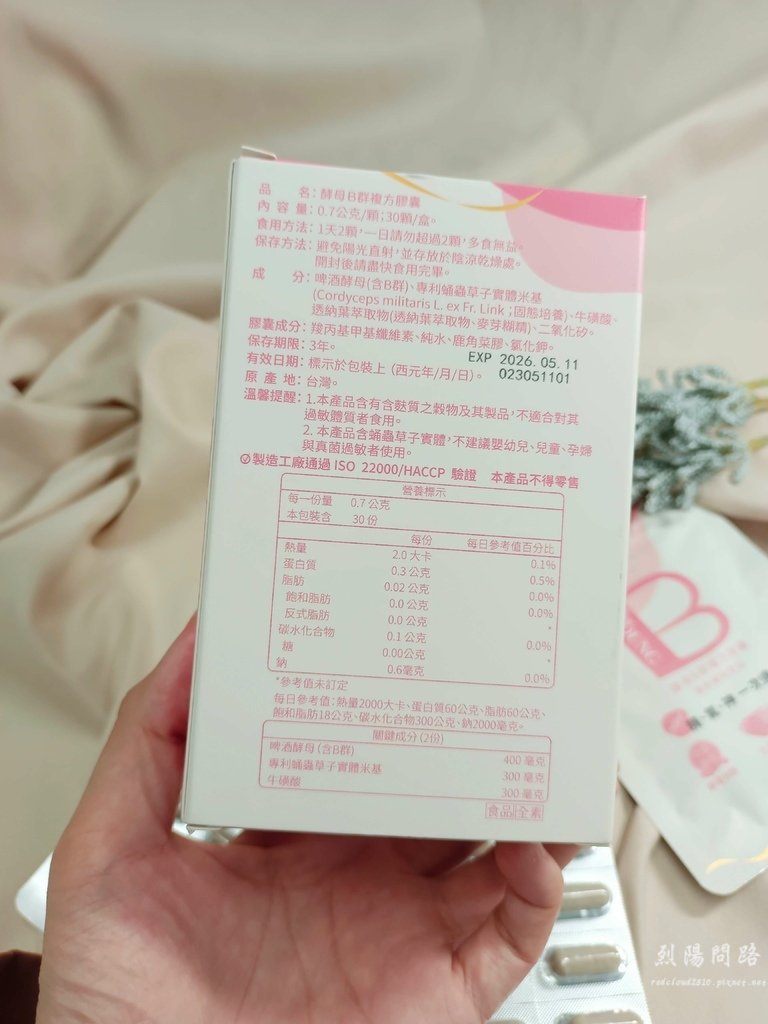 品　　名：酵母B群複方膠囊
內 容 量：0.7公克/顆；30顆/盒。
食用方法：1天2顆，一日請勿超過2顆，多食無益。
保存方法：避免陽光直射，並存放於陰涼乾燥處。
開封後請盡快食用完畢。
成　　分：啤酒酵母(含B群)、專利蛹蟲草子實體米基
(Cordyceps militaris L. ex Fr. Link；固態培養)、牛磺酸、
透納葉萃取物(透納葉萃取物、麥芽糊精)、二氧化矽。
膠囊成分：羧丙基甲基纖維素、純水、鹿角菜膠、氯化鉀。
保存期限：3年。
EXP 2026.05.11
有效日期：標示於包裝上 (西元年/月/日)。
023051101
原 產 地：台灣。
溫馨提醒：1.本產品含有含麩質之穀物及其製品，不適合對其
過敏體質者食用。
2. 本產品含蛹蟲草子實體，不建議嬰幼兒、兒童、孕婦
與真菌過敏者使用。
製造工廠通過 ISO 22000/HACCP 驗證　本產品不得零售
營養標示
每一份量 0.7 公克
本包裝含 30 份
每份 每日參考值百分比
熱量 2.0 大卡 0.1%
蛋白質 0.3 公克 0.5%
脂肪 0.02 公克 0.0%
飽和脂肪 0.0 公克 0.0%
反式脂肪 0.0 公克 *
碳水化合物 0.1 公克 0.0%
糖 0.00公克 *
鈉 0.6毫克 0.0%
*參考值未訂定
每日參考值；熱量2000大卡、蛋白質60公克、脂肪60公克、
飽和脂肪18公克、碳水化合物300公克、鈉2000毫克。
關鍵成分 (2份)
啤酒酵母 (含B群) 400 毫克
專利蛹蟲草子實體米基 300 毫克
牛磺酸 300 毫克
食品 全素
B
烈陽問路
redcloud2810.pixnet.net